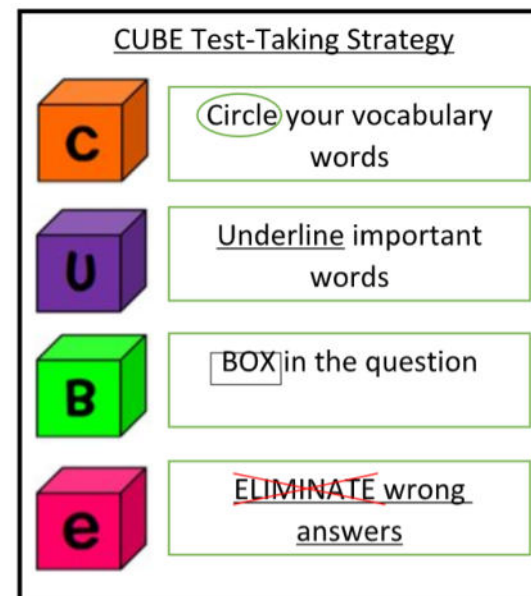 CUBE Test-Taking Strategy
C
Circle your vocabulary
words
U
Underline important
words
B
BOX in the question
e
ELIMINATE wrong
answers